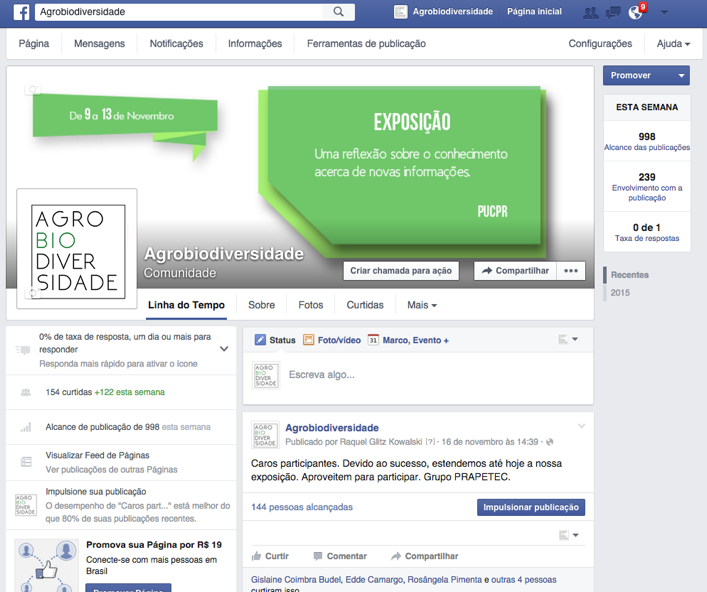 Agrobiodiversidade
Agrobiodiversidade
Página inicial
9
Página
Mensagens
Notificações
Informações
Ferramentas de publicação
Configurações
Ajuda
De 9 a 13 de Novembro
EXPOSIÇÃO
Uma reflexão sobre o conhecimento
acerca de novas informações.
PUCPR
AGRO
BIO
DIVER
SIDADE
Agrobiodiversidade
Comunidade
Criar chamada para ação
Compartilhar
Linha do Tempo
Sobre
Fotos
Curtidas
Mais
Promover
ESTA SEMANA
998
Alcance das publicações
239
Envolvimento com a
publicação
0 de 1
Taxa de respostas
Recentes
2015
0% de taxa de resposta, um dia ou mais para
responder
Responda mais rápido para ativar o ícone
154 curtidas +122 esta semana
Alcance de publicação de 998 esta semana
Visualizar Feed de Páginas
Ver publicações de outras Páginas
Impulsione sua publicação
AGRO
BIO
DIVER
SIDADE
O desempenho de "Caros part..." está melhor do
que 80% de suas publicações recentes.
Promova sua Página por R$ 19
Conecte-se com mais pessoas em
Brasil
Promover Página
Status
Foto/vídeo
31
Marco, Evento +
AGRO
BIO
DIVER
SIDADE
Escreva algo...
AGRO
BIO
DIVER
SIDADE
Agrobiodiversidade
Publicado por Raquel Glitz Kowalski [?] · 16 de novembro às 14:39 ·
Caros participantes. Devido ao sucesso, estendemos até hoje a nossa
exposição. Aproveitem para participar. Grupo PRAPETEC.
144 pessoas alcançadas
Impulsionar publicação
Curtir
Comentar
Compartilhar
Gislaine Coimbra Budel, Edde Camargo, Rosângela Pimenta e outras 4 pessoas
curtiram isso.